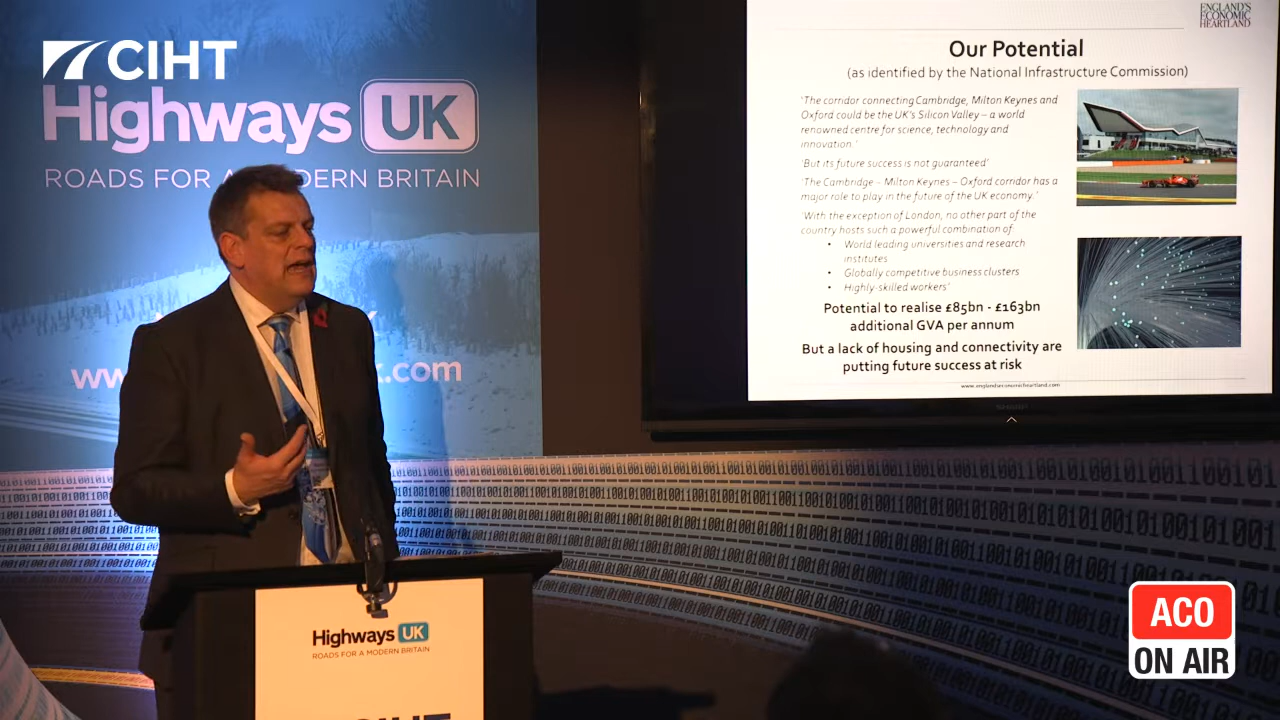 CIHT
Highways UK
ROADS FOR A MODERN BRITAIN
.com
ENGLAND'S
ECONOMIC
HEARTLAND
Our Potential
(as identified by the National Infrastructure Commission)
'The corridor connecting Cambridge, Milton Keynes and
Oxford could be the UK's Silicon Valley – a world
renowned centre for science, technology and
innovation.'
'But its future success is not guaranteed'
'The Cambridge - Milton Keynes – Oxford corridor has a
major role to play in the future of the UK economy.'
'With the exception of London, no other part of the
country hosts such a powerful combination of
• World leading universities and research
institutes
• Globally competitive business clusters
• Highly-skilled workers'
Potential to realise £85bn - £163bn
additional GVA per annum
But a lack of housing and connectivity are
putting future success at risk
www.englandseconomicheartland.com
Highways UK
ROADS FOR A MODERN BRITAIN
ACO
ON AIR